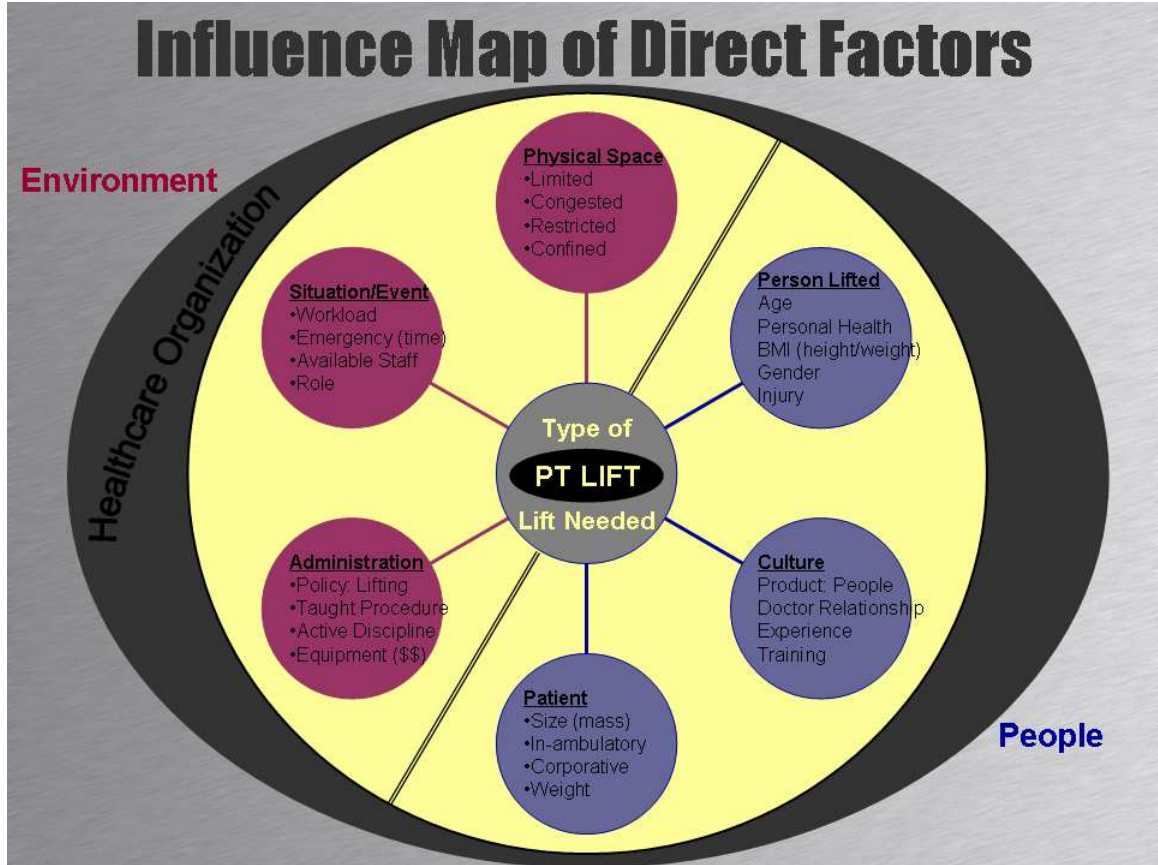 Influence Map of Direct Factors
Environment
Healthcare Organization
Physical Space
•Limited
•Congested
•Restricted
•Confined
Situation/Event
•Workload
•Emergency (time)
•Available Staff
•Role
Person Lifted
Age
Personal Health
BMI (height/weight)
Gender
Injury
Type of
PT LIFT
Lift Needed
Administration
•Policy: Lifting
•Taught Procedure
•Active Discipline
•Equipment ($$)
Culture
Product: People
Doctor Relationship
Experience
Training
Patient
•Size (mass)
•In-ambulatory
•Corporative
•Weight
People